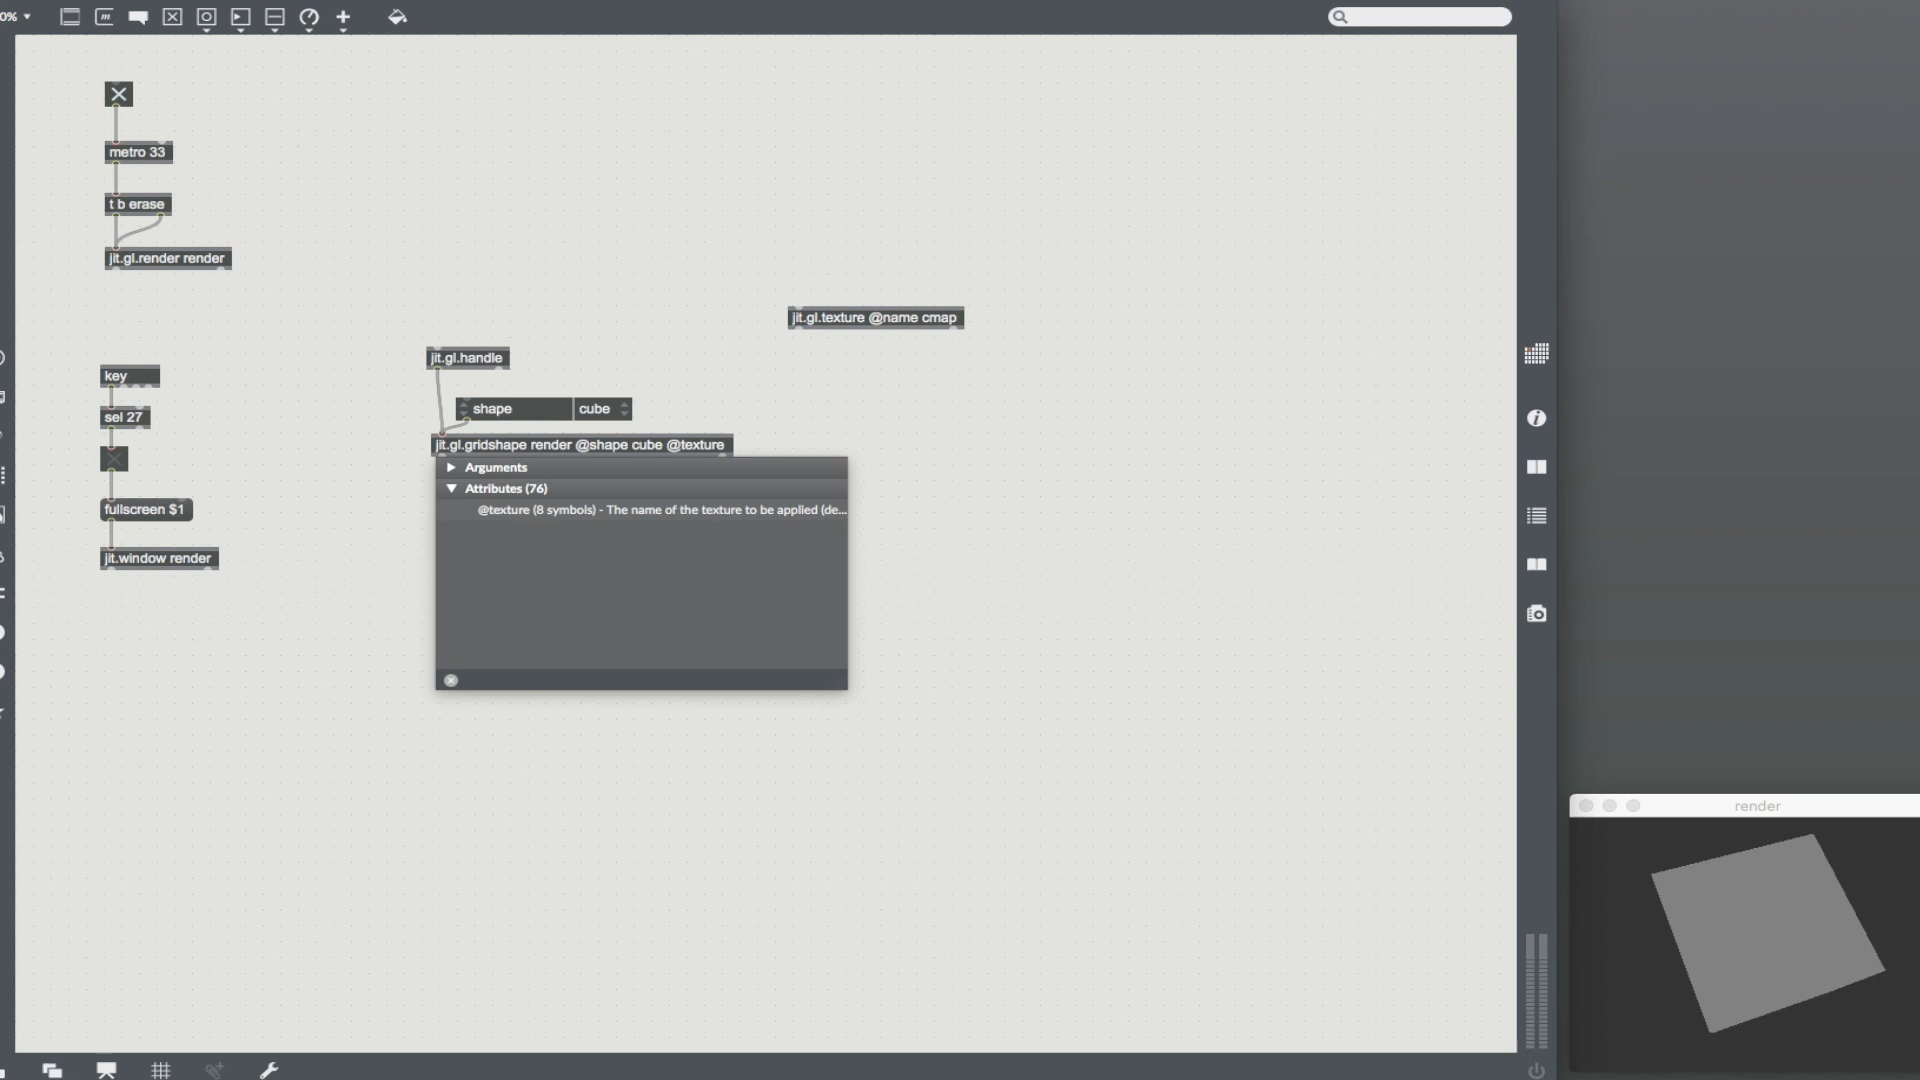 0%
metro 33
t b erase
jit.gl.render render
jit.gl.texture @name cmap
jit.gl.handle
key
shape cube
sel 27
jit.gl.gridshape render @shape cube @texture
Arguments
Attributes (76)
@texture (8 symbols) - The name of the texture to be applied (de...
fullscreen $1
jit.window render
render